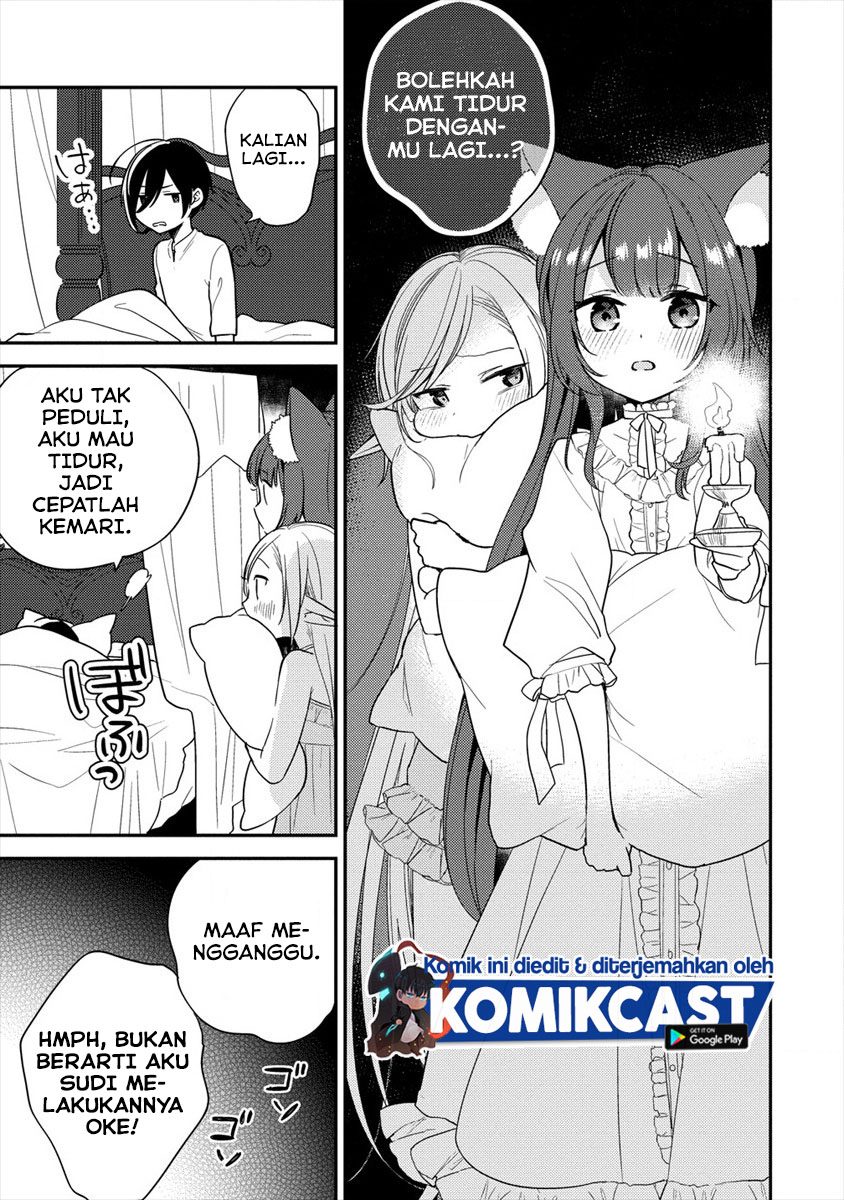 BOLEHKAH
KAMI TIDUR
DENGAN-
MU LAGI...?
KALIAN
LAGI...
はぁ…
AKU TAK
PEDULI,
AKU MAU
TIDUR,
JADI
CEPATLAH
KEMARI.
ぼふっ
MAAF ME-
NGGANGGU.
HMPH, BUKAN
BERARTI AKU
SUDI ME-
LAKUKANNYA
OKE!
ゴソ
ゴソ
Komik ini diedit & diterjemahkan oleh
KOMIKCAST
GET IT ON
Google Play